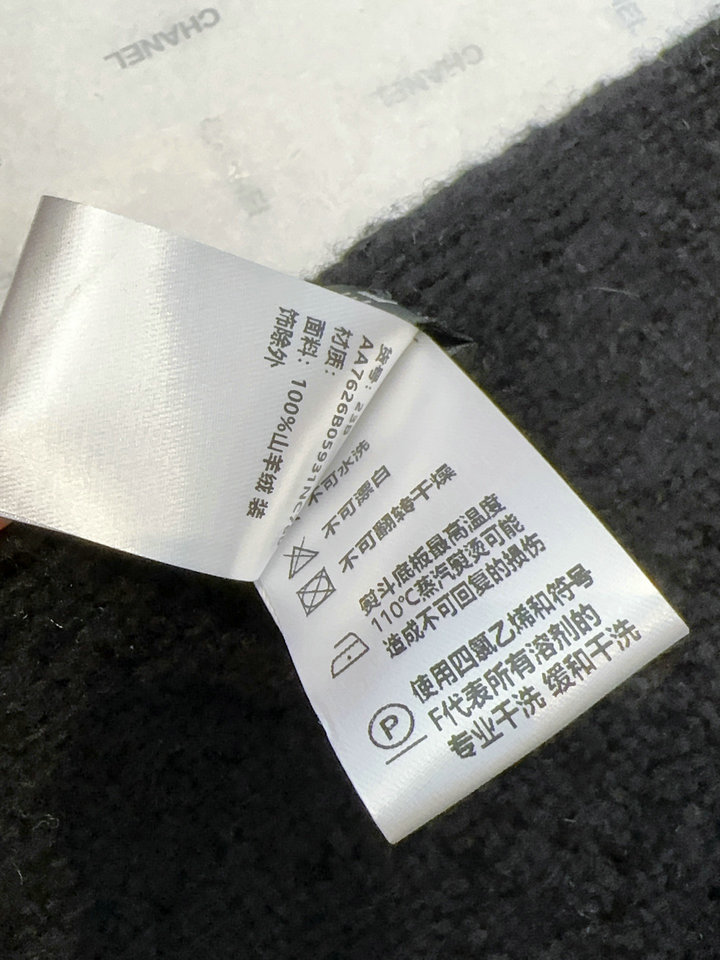 CHANEL
CHANEL
材质:
面料: 100%山羊绒 装
饰除外
不可水洗
不可漂白
不可翻转干燥
熨斗底板最高温度
110℃蒸汽熨烫可能
造成不可回复的损伤
P
使用四氯乙烯和符号
F代表所有溶剂的
专业干洗 缓和干洗